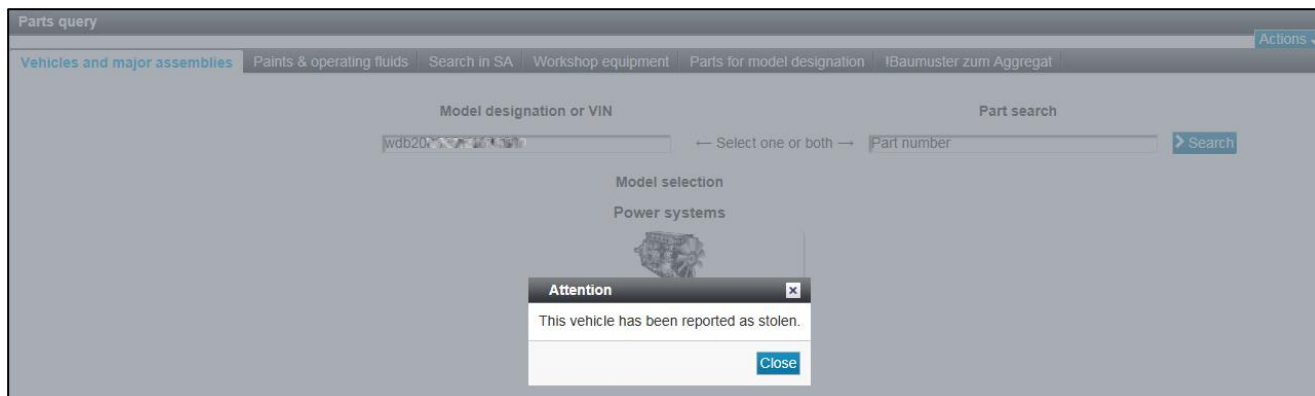 Parts query
Actions
Vehicles and major assemblies Paints & operating fluids Search in SA Workshop equipment Parts for model designation !Baumuster zum Aggregat
Model designation or VIN Part search
wdb20 ← Select one or both → Part number Search
Model selection
Power systems
Attention
This vehicle has been reported as stolen.
Close